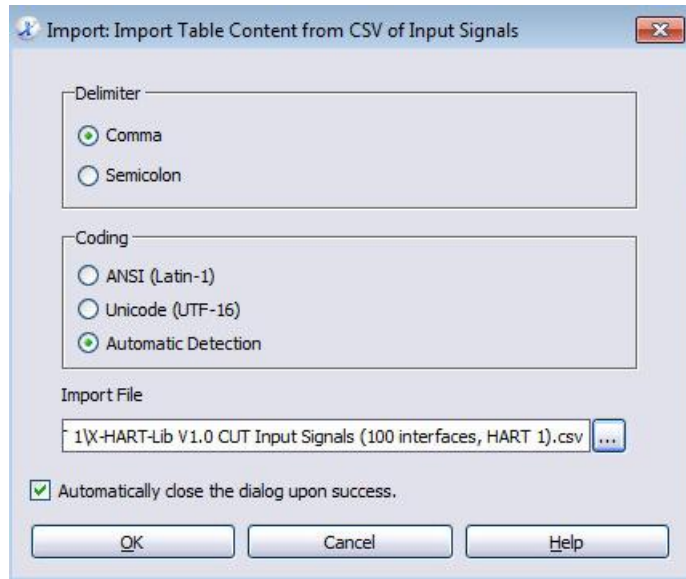 Import: Import Table Content from CSV of Input Signals
Delimiter
Comma
Semicolon
Coding
ANSI (Latin-1)
Unicode (UTF-16)
Automatic Detection
Import File
1\X-HART-Lib V1.0 CUT Input Signals (100 interfaces, HART 1).csv ...
Automatically close the dialog upon success.
OK Cancel Help